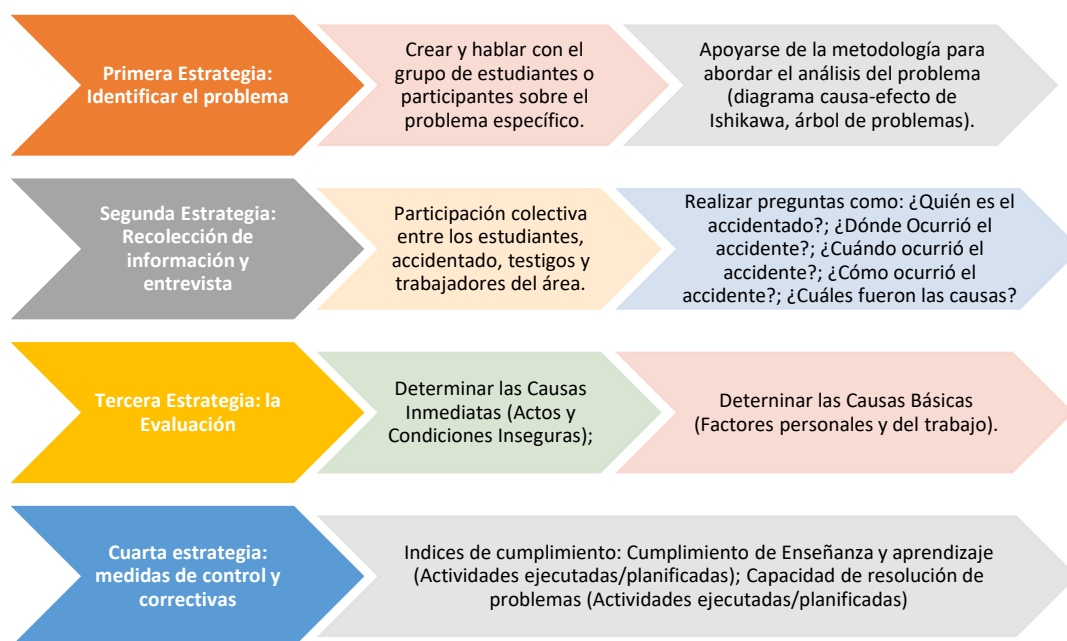 Primera Estrategia:
Identificar el problema
Crear y hablar con el
grupo de estudiantes o
participantes sobre el
problema específico.
Apoyarse de la metodología para
abordar el análisis del problema
(diagrama causa-efecto de
Ishikawa, árbol de problemas).
Segunda Estrategia:
Recolección de
información y
entrevista
Participación colectiva
entre los estudiantes,
accidentado, testigos y
trabajadores del área.
Realizar preguntas como: ¿Quién es el
accidentado?; ¿Dónde Ocurrió el
accidente?; ¿Cuándo ocurrió el
accidente?; ¿Cómo ocurrió el
accidente?; ¿Cuáles fueron las causas?
Tercera Estrategia: la
Evaluación
Determinar las Causas
Inmediatas (Actos y
Condiciones Inseguras);
Deterninar las Causas Básicas
(Factores personales y del trabajo).
Cuarta estrategia:
medidas de control y
correctivas
Indices de cumplimiento: Cumplimiento de Enseñanza y aprendizaje
(Actividades ejecutadas/planificadas); Capacidad de resolución de
problemas (Actividades ejecutadas/planificadas)